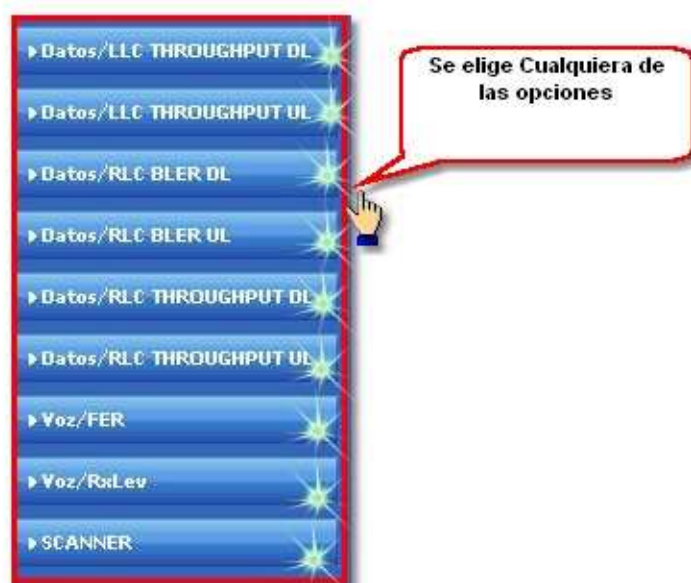 Datos/LLC THROUGHPUT DL
Datos/LLC THROUGHPUT UL
Datos/RLC BLER DL
Datos/RLC BLER UL
Datos/RLC THROUGHPUT DL
Datos/RLC THROUGHPUT UL
Voz/FER
Voz/RxLev
SCANNER
Se elige Cualquiera de
las opciones